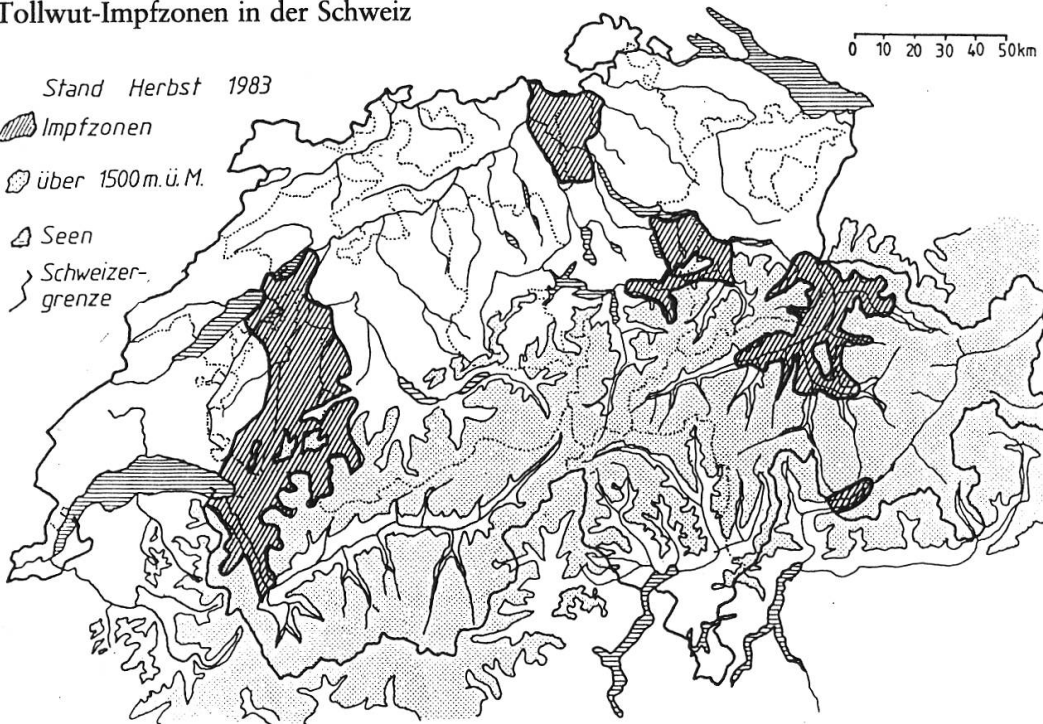 Tollwut-Impfzonen in der Schweiz
0 10 20 30 40 50km
Stand Herbst 1983
Impfzonen
über 1500m.ü.M.
Seen
Schweizer-
grenze